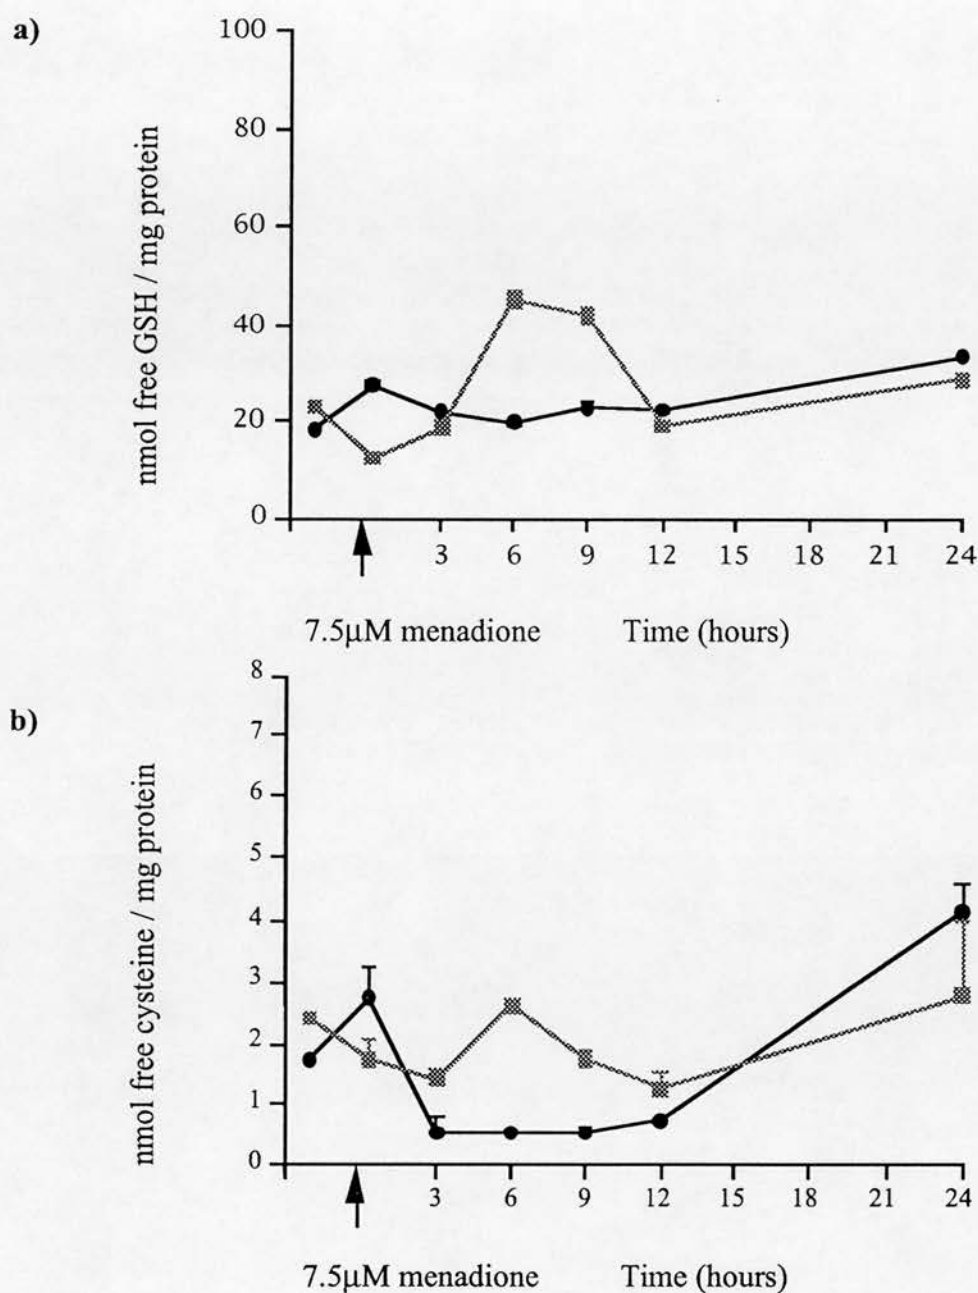 a)
100
80
60
40
20
0
nmol free GSH / mg protein
3 6 9 12 15 18 21 24
7.5µM menadione Time (hours)
b)
8
7
6
5
4
3
2
1
0
nmol free cysteine / mg protein
3 6 9 12 15 18 21 24
7.5µM menadione Time (hours)